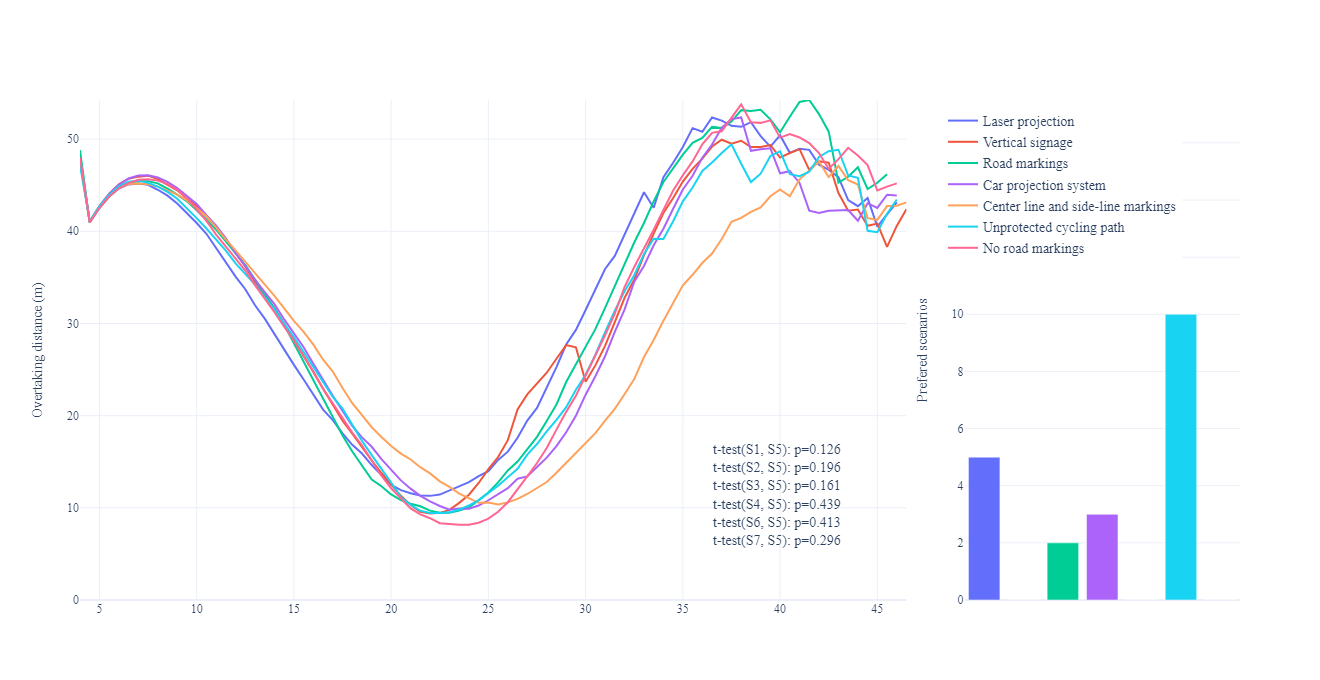 Overtaking distance (m)
50
40
30
20
10
0
5
10
15
20
25
30
35
40
45
t-test(S1, S5): p=0.126
t-test(S2, S5): p=0.196
t-test(S3, S5): p=0.161
t-test(S4, S5): p=0.439
t-test(S6, S5): p=0.413
t-test(S7, S5): p=0.296
Laser projection
Vertical signage
Road markings
Car projection system
Center line and side-line markings
Unprotected cycling path
No road markings
Prefered scenarios
10
8
6
4
2
0